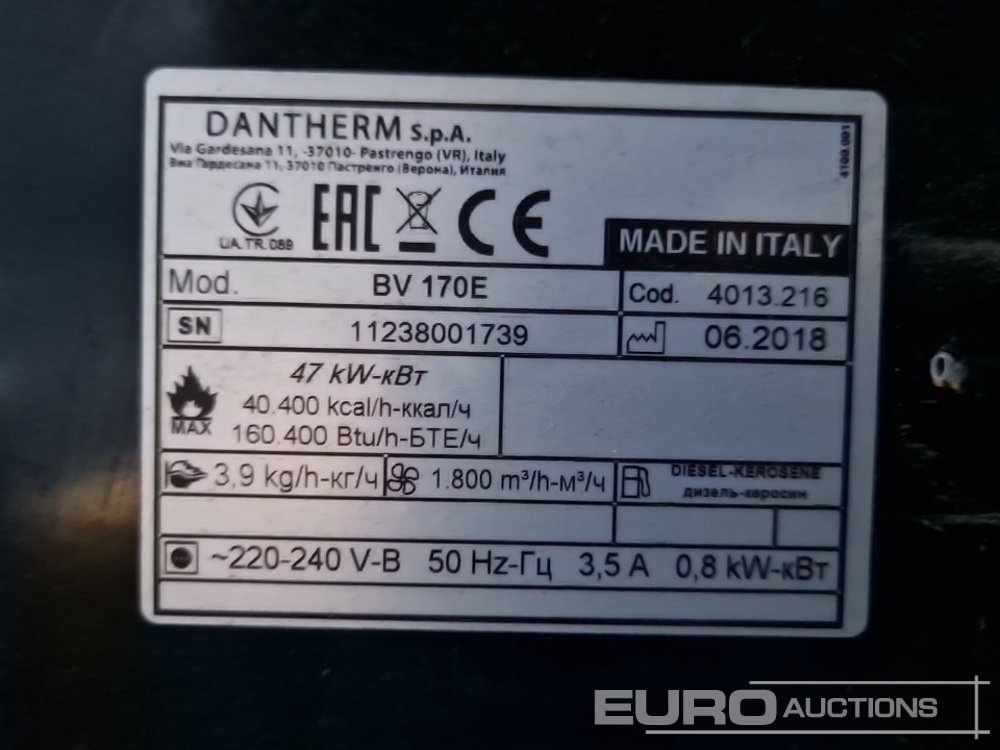 DANTHERM S.p.A.
Via Gardesana 11, -37010- Pastrengo (VR), Italy
Виа Гардесана 11, 37010 Пастренго (Верона), Италия
4100.001
UA.TR.089
EAC CE
MADE IN ITALY
Mod. BV 170E Cod. 4013.216
SN 11238001739 06.2018
47 kW-кВт
40.400 kcal/h-ккал/ч
MAX 160.400 Btu/h-БТЕ/ч
3,9 kg/h-кг/ч 1.800 m³/h-м³/ч DIESEL-KEROSENE
дизель-керосин
~220-240 V-В 50 Hz-Гц 3,5 A 0,8 kW-кВт
EURO AUCTIONS